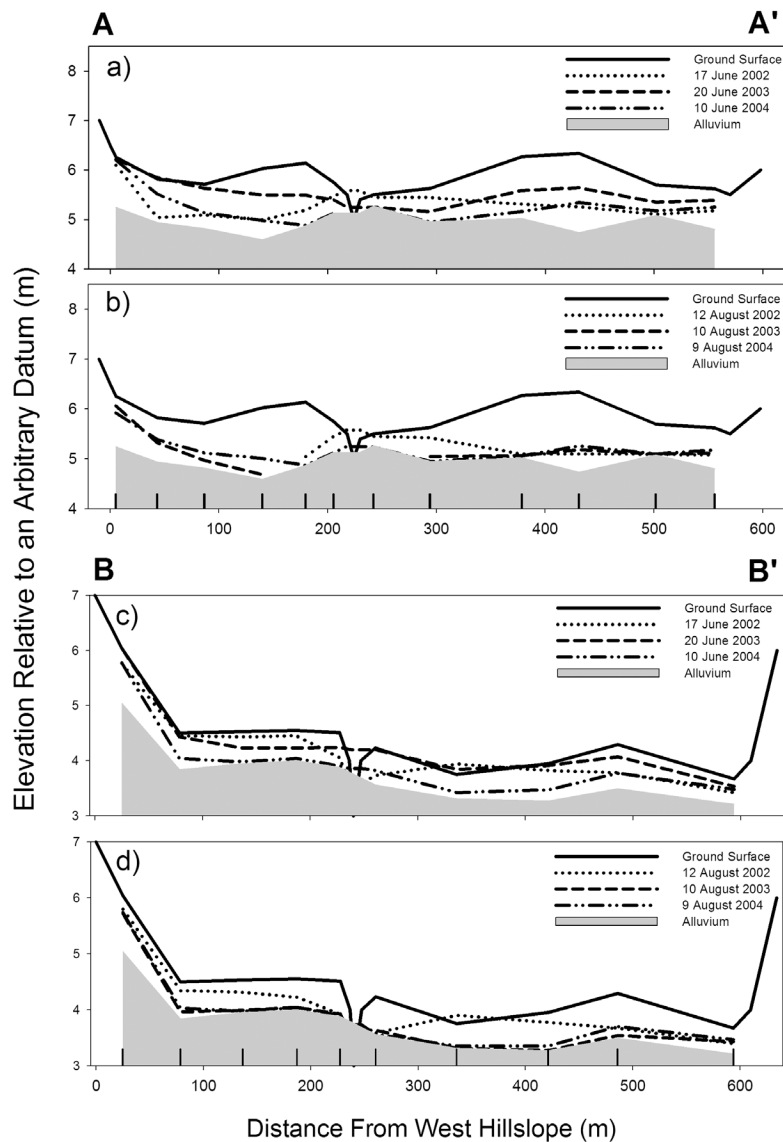 A A'
a)
Ground Surface
17 June 2002
20 June 2003
10 June 2004
Alluvium
8
7
6
5
4
b)
Ground Surface
12 August 2002
10 August 2003
9 August 2004
Alluvium
8
7
6
5
4
0 100 200 300 400 500 600
Elevation Relative to an Arbitrary Datum (m)
B B'
c)
Ground Surface
17 June 2002
20 June 2003
10 June 2004
Alluvium
7
6
5
4
3
d)
Ground Surface
12 August 2002
10 August 2003
9 August 2004
Alluvium
7
6
5
4
3
0 100 200 300 400 500 600
Distance From West Hillslope (m)